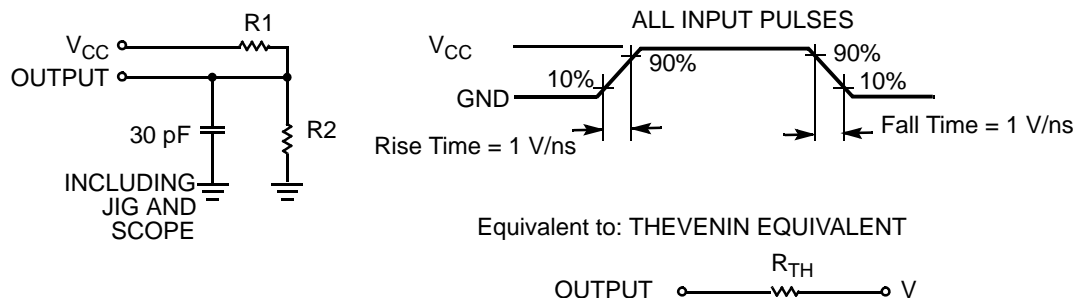 R1
ALL INPUT PULSES
VCC
VCC
OUTPUT
90%
90%
10%
10%
GND
30 pF
R2
Rise Time = 1 V/ns
Fall Time = 1 V/ns
INCLUDING
JIG AND
SCOPE
Equivalent to: THEVENIN EQUIVALENT
RTH
OUTPUT
V